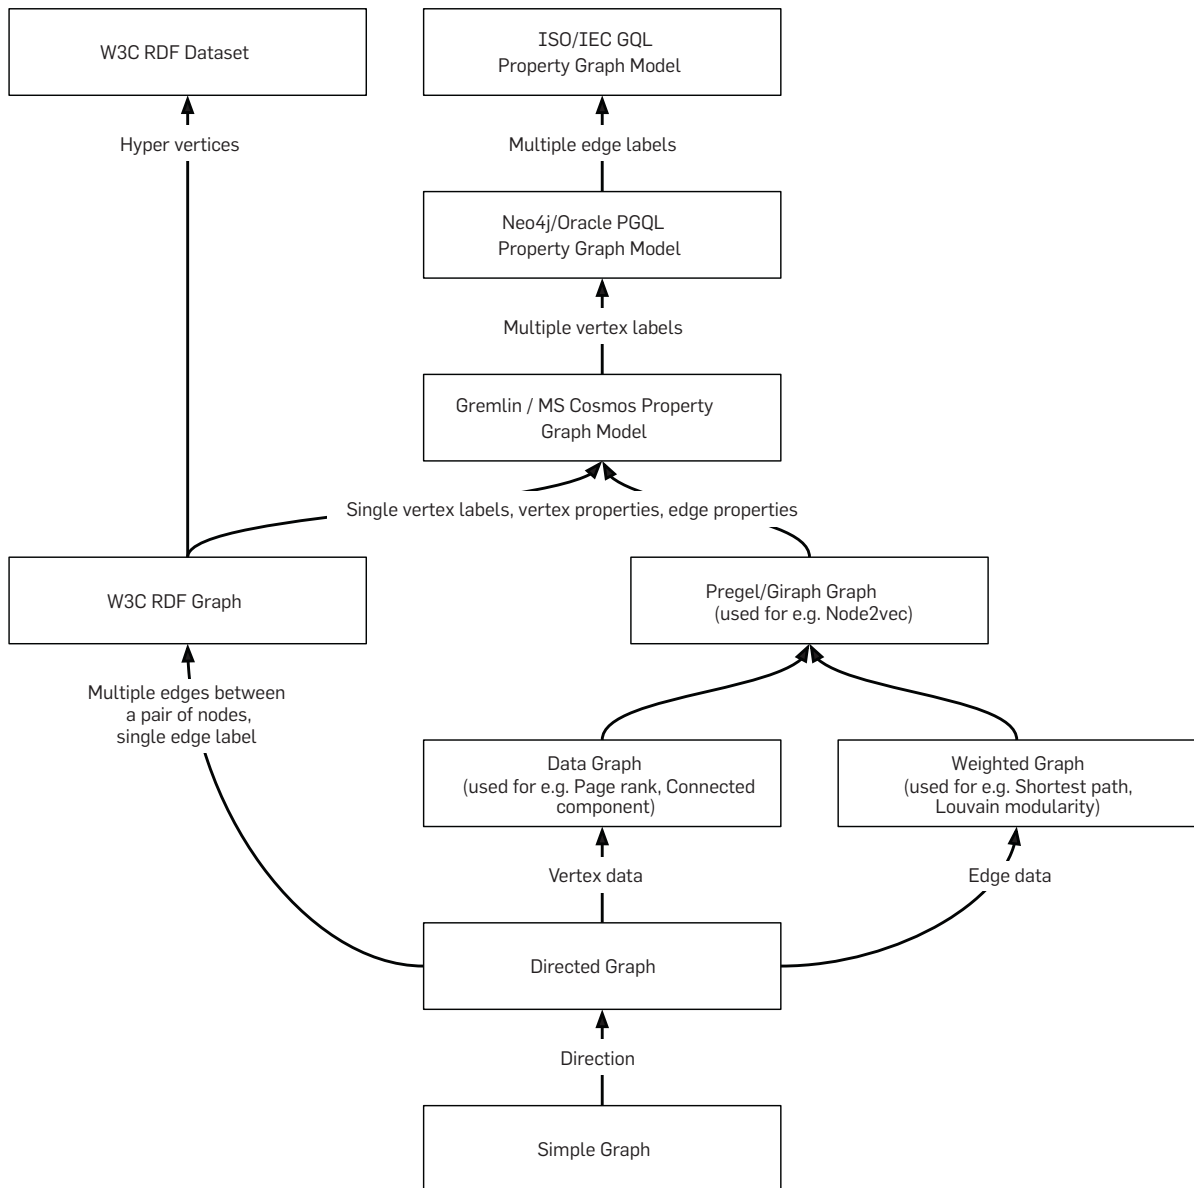 W3C RDF Dataset
ISO/IEC GQL
Property Graph Model
Hyper vertices
Multiple edge labels
Neo4j/Oracle PGQL
Property Graph Model
Multiple vertex labels
Gremlin / MS Cosmos Property
Graph Model
Single vertex labels, vertex properties, edge properties
W3C RDF Graph
Pregel/Giraph Graph
(used for e.g. Node2vec)
Multiple edges between
a pair of nodes,
single edge label
Data Graph
(used for e.g. Page rank, Connected
component)
Weighted Graph
(used for e.g. Shortest path,
Louvain modularity)
Vertex data
Edge data
Directed Graph
Direction
Simple Graph